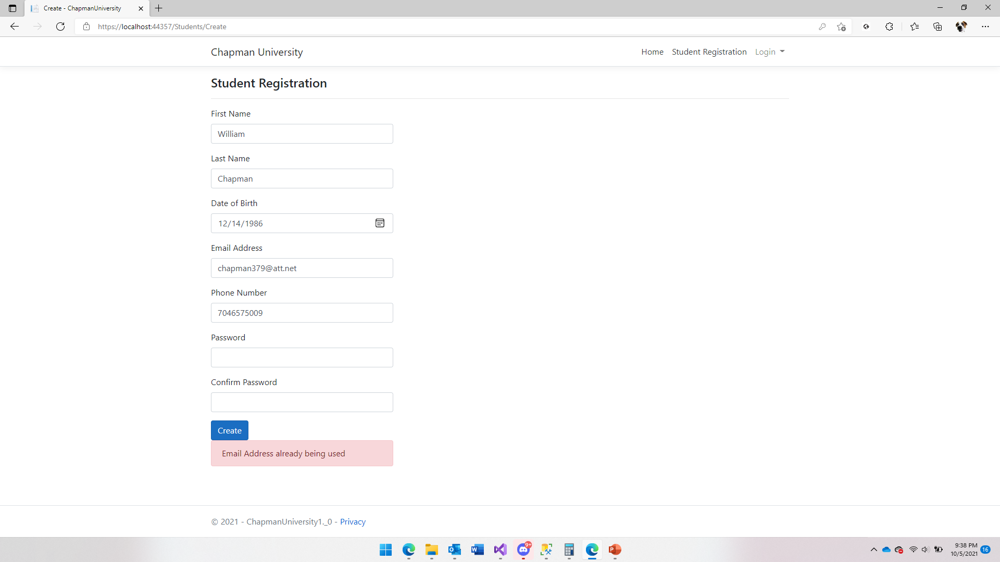 Create - ChapmanUniversity
https://localhost:44357/Students/Create
Chapman University
Home
Student Registration
Login
Student Registration
First Name
William
Last Name
Chapman
Date of Birth
12/14/1986
Email Address
chapman379@att.net
Phone Number
7046575009
Password
Confirm Password
Create
Email Address already being used
© 2021 - ChapmanUniversity1._0 - Privacy
9+
9:38 PM
10/5/2021
16